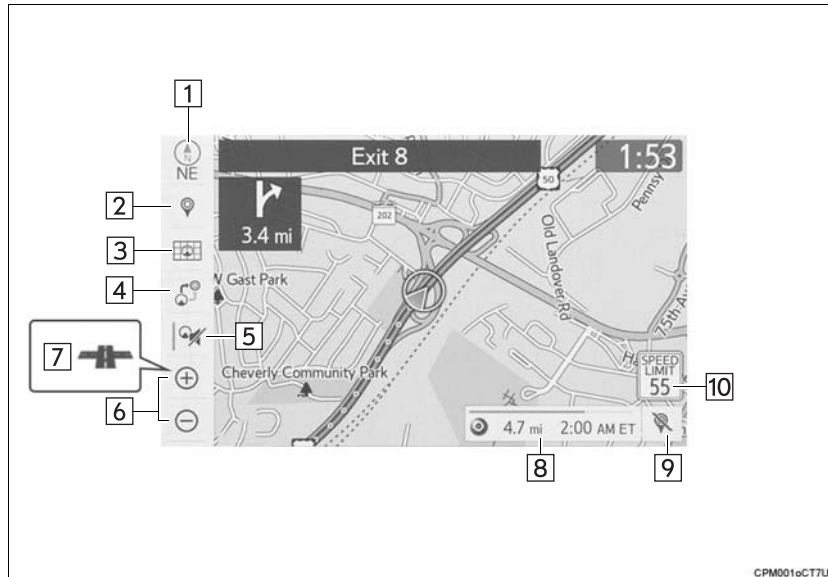 1
N
NE
Exit 8
1:53
50
Pennsy
2
3.4 mi
202
Old Landover Rd
3
4
W Gast Park
75th Av
5
7
Cheverly Community Park
Ha
SPEED
LIMIT
55
10
6
4.7 mi
2:00 AM ET
8
9
CPM001oCT7U